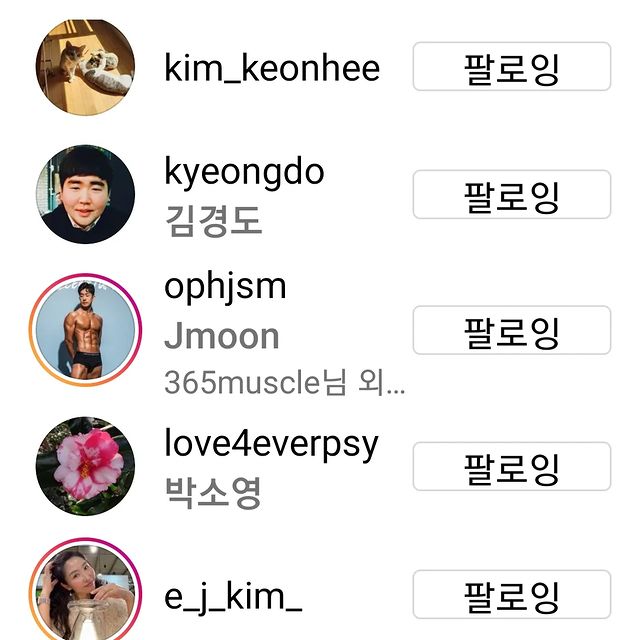 kim_keonhee
팔로잉
kyeongdo
김경도
팔로잉
ophjsm
Jmoon
365muscle님 외...
팔로잉
love4everpsy
박소영
팔로잉
e_j_kim_
팔로잉